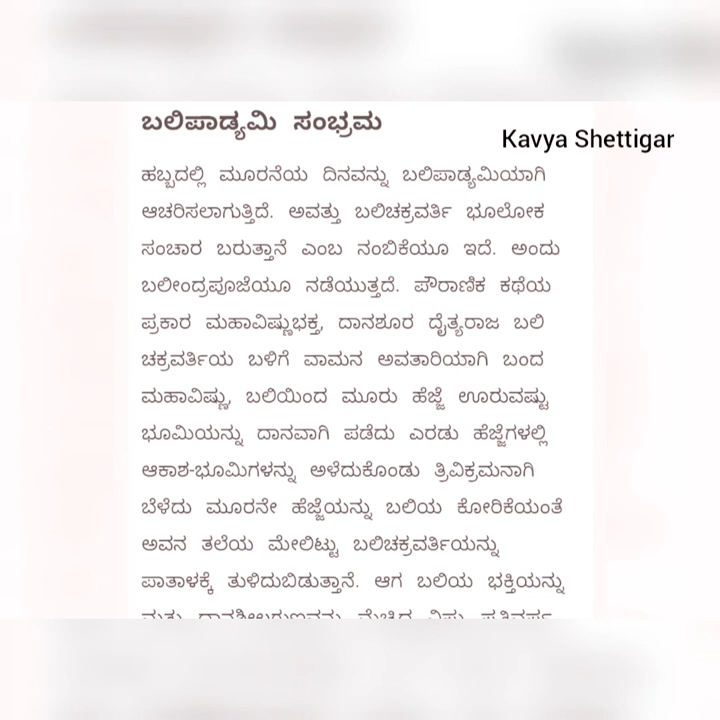 ಬಲಿಪಾಡ್ಯಮಿ ಸಂಭ್ರಮ
Kavya Shettigar
ಹಬ್ಬದಲ್ಲಿ ಮೂರನೆಯ ದಿನವನ್ನು ಬಲಿಪಾಡ್ಯಮಿಯಾಗಿ
ಆಚರಿಸಲಾಗುತ್ತಿದೆ. ಅವತ್ತು ಬಲಿಚಕ್ರವರ್ತಿ ಭೂಲೋಕ
ಸಂಚಾರ ಬರುತ್ತಾನೆ ಎಂಬ ನಂಬಿಕೆಯೂ ಇದೆ. ಅಂದು
ಬಲೀಂದ್ರಪೂಜೆಯೂ ನಡೆಯುತ್ತದೆ. ಪೌರಾಣಿಕ ಕಥೆಯ
ಪ್ರಕಾರ ಮಹಾವಿಷ್ಣುಭಕ್ತ, ದಾನಶೂರ ದೈತ್ಯರಾಜ ಬಲಿ
ಚಕ್ರವರ್ತಿಯ ಬಳಿಗೆ ವಾಮನ ಅವತಾರಿಯಾಗಿ ಬಂದ
ಮಹಾವಿಷ್ಣು, ಬಲಿಯಿಂದ ಮೂರು ಹೆಜ್ಜೆ ಊರುವಷ್ಟು
ಭೂಮಿಯನ್ನು ದಾನವಾಗಿ ಪಡೆದು ಎರಡು ಹೆಜ್ಜೆಗಳಲ್ಲಿ
ಆಕಾಶ-ಭೂಮಿಗಳನ್ನು ಅಳೆದುಕೊಂಡು ತ್ರಿವಿಕ್ರಮನಾಗಿ
ಬೆಳೆದು ಮೂರನೇ ಹೆಜ್ಜೆಯನ್ನು ಬಲಿಯ ಕೋರಿಕೆಯಂತೆ
ಅವನ ತಲೆಯ ಮೇಲಿಟ್ಟು ಬಲಿಚಕ್ರವರ್ತಿಯನ್ನು
ಪಾತಾಳಕ್ಕೆ ತುಳಿದುಬಿಡುತ್ತಾನೆ. ಆಗ ಬಲಿಯ ಭಕ್ತಿಯನ್ನು